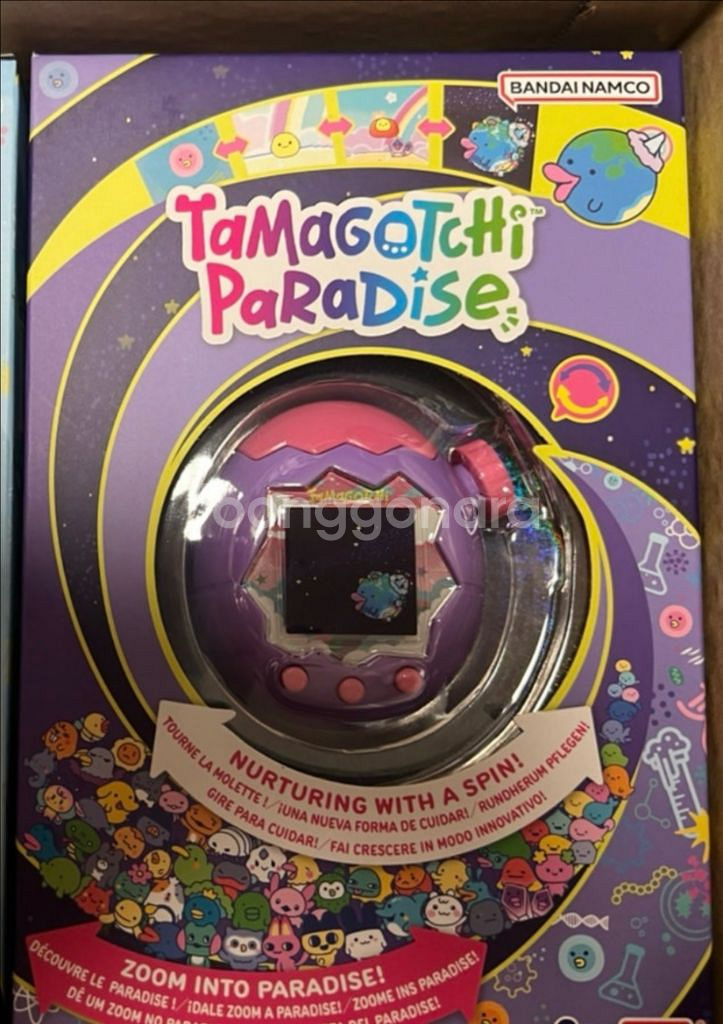 BANDAI NAMCO
TAMAGOTCHI™
PARADISE
TAMAGOTCHI
joonggonara
NURTURING WITH A SPIN!
TOURNE LA MOLETTE ! / ¡UNA NUEVA FORMA DE CUIDAR! / RUNDHERUM PFLEGEN!
GIRE PARA CUIDAR! / FAI CRESCERE IN MODO INNOVATIVO!
ZOOM INTO PARADISE!
DÉCOUVRE LE PARADISE ! / ¡DALE ZOOM A PARADISE! / ZOOME INS PARADISE!
DÊ UM ZOOM NO DEL PARADISE!